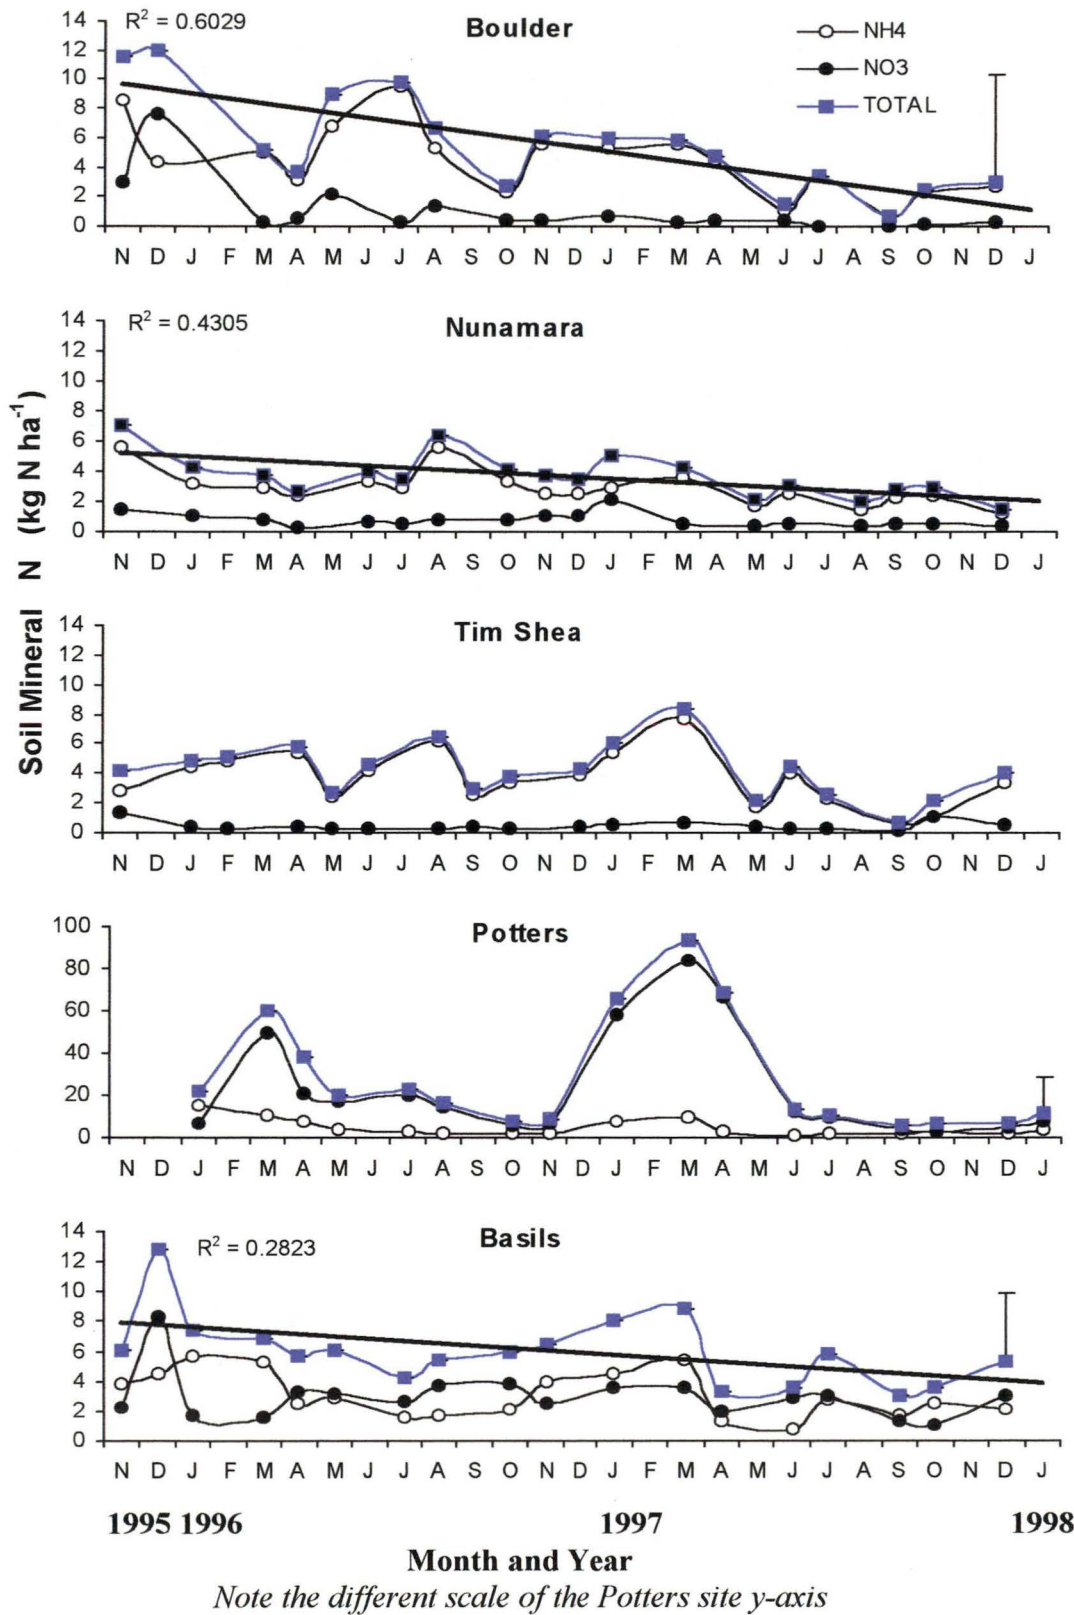 R² = 0.6029
Boulder
NH4
NO3
TOTAL
14
12
10
8
6
4
2
0
N D J F M A M J J A S O N D J F M A M J J A S O N D J
R² = 0.4305
Nunamara
14
12
10
8
6
4
2
0
N D J F M A M J J A S O N D J F M A M J J A S O N D J
Soil Mineral N (kg N ha⁻¹)
Tim Shea
14
12
10
8
6
4
2
0
N D J F M A M J J A S O N D J F M A M J J A S O N D J
Potters
100
80
60
40
20
0
N D J F M A M J J A S O N D J F M A M J J A S O N D J
R² = 0.2823
Basils
14
12
10
8
6
4
2
0
N D J F M A M J J A S O N D J F M A M J J A S O N D J
1995 1996 1997 1998
Month and Year
Note the different scale of the Potters site y-axis